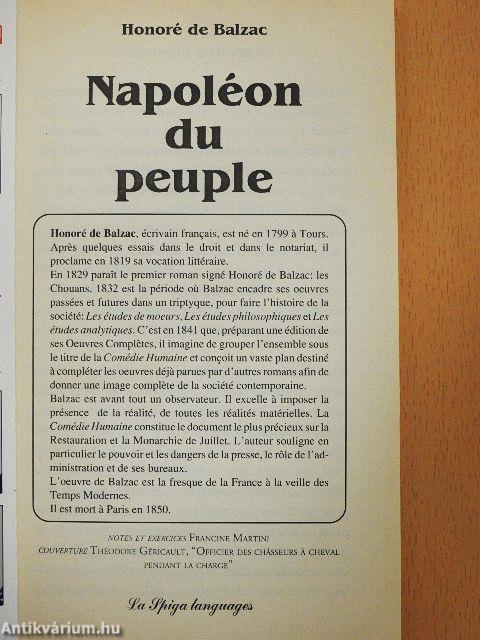 Honoré de Balzac
Napoléon
du
peuple
Honoré de Balzac, écrivain français, est né en 1799 à Tours.
Après quelques essais dans le droit et dans le notariat, il
proclame en 1819 sa vocation littéraire.
En 1829 paraît le premier roman signé Honoré de Balzac: les
Chouans. 1832 est la période où Balzac encadre ses oeuvres
passées et futures dans un triptyque, pour faire l'histoire de la
société: Les études de moeurs, Les études philosophiques et Les
études analytiques. C'est en 1841 que, préparant une édition de
ses Oeuvres Complètes, il imagine de grouper l'ensemble sous
le titre de la Comédie Humaine et conçoit un vaste plan destiné
à compléter les oeuvres déjà parues par d'autres romans afin de
donner une image complète de la société contemporaine.
Balzac est avant tout un observateur. Il excelle à imposer la
présence de la réalité, de toutes les réalités matérielles. La
Comédie Humaine constitue le document le plus précieux sur la
Restauration et la Monarchie de Juillet. L'auteur souligne en
particulier le pouvoir et les dangers de la presse, le rôle de l'ad-
ministration et de ses bureaux.
L'oeuvre de Balzac est la fresque de la France à la veille des
Temps Modernes.
Il est mort à Paris en 1850.
NOTES ET EXERCICES FRANCINE MARTINI
COUVERTURE THÉODORE GÉRICAULT, "OFFICIER DES CHÂSSEURS À CHEVAL
PENDANT LA CHARGE"
La Spiga languages
Antikvárium.hu